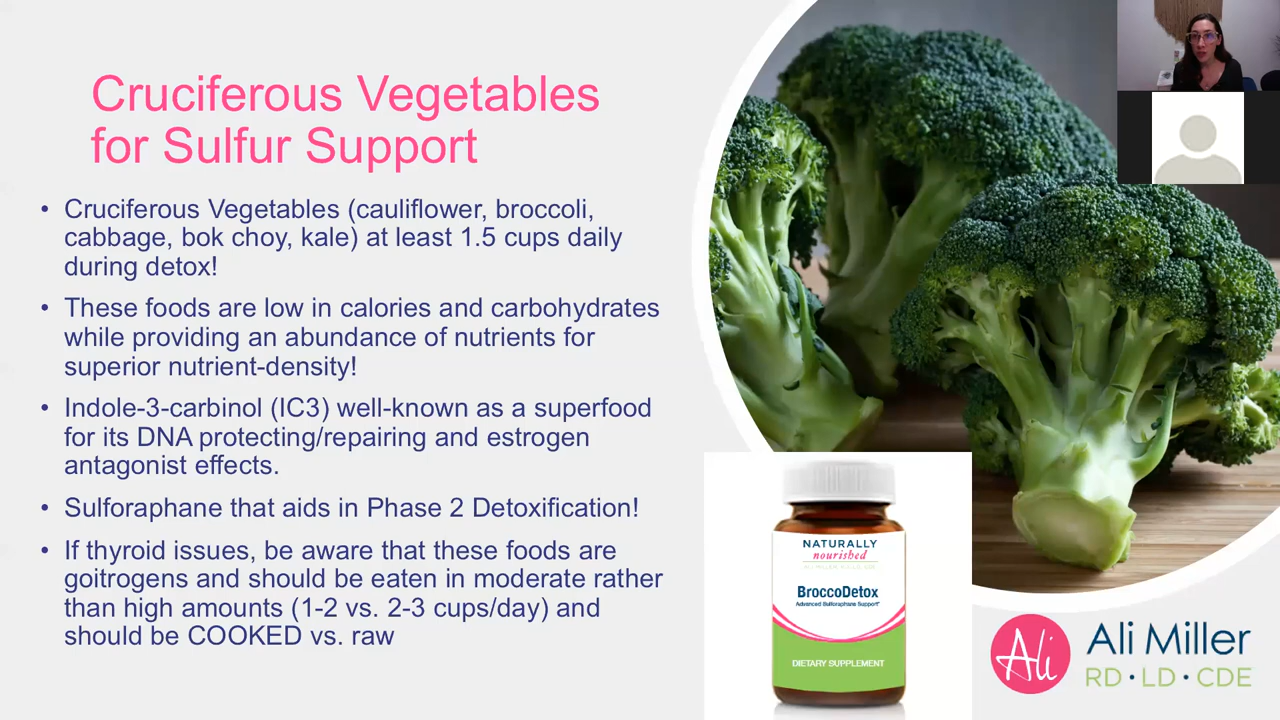 Cruciferous Vegetables
for Sulfur Support
• Cruciferous Vegetables (cauliflower, broccoli,
cabbage, bok choy, kale) at least 1.5 cups daily
during detox!
• These foods are low in calories and carbohydrates
while providing an abundance of nutrients for
superior nutrient-density!
• Indole-3-carbinol (IC3) well-known as a superfood
for its DNA protecting/repairing and estrogen
antagonist effects.
• Sulforaphane that aids in Phase 2 Detoxification!
• If thyroid issues, be aware that these foods are
goitrogens and should be eaten in moderate rather
than high amounts (1-2 vs. 2-3 cups/day) and
should be COOKED vs. raw
NATURALLY
nourished
BroccoDetox
Advanced Sulforaphane Support*
DIETARY SUPPLEMENT
Ali
Ali Miller
RD • LD • CDE